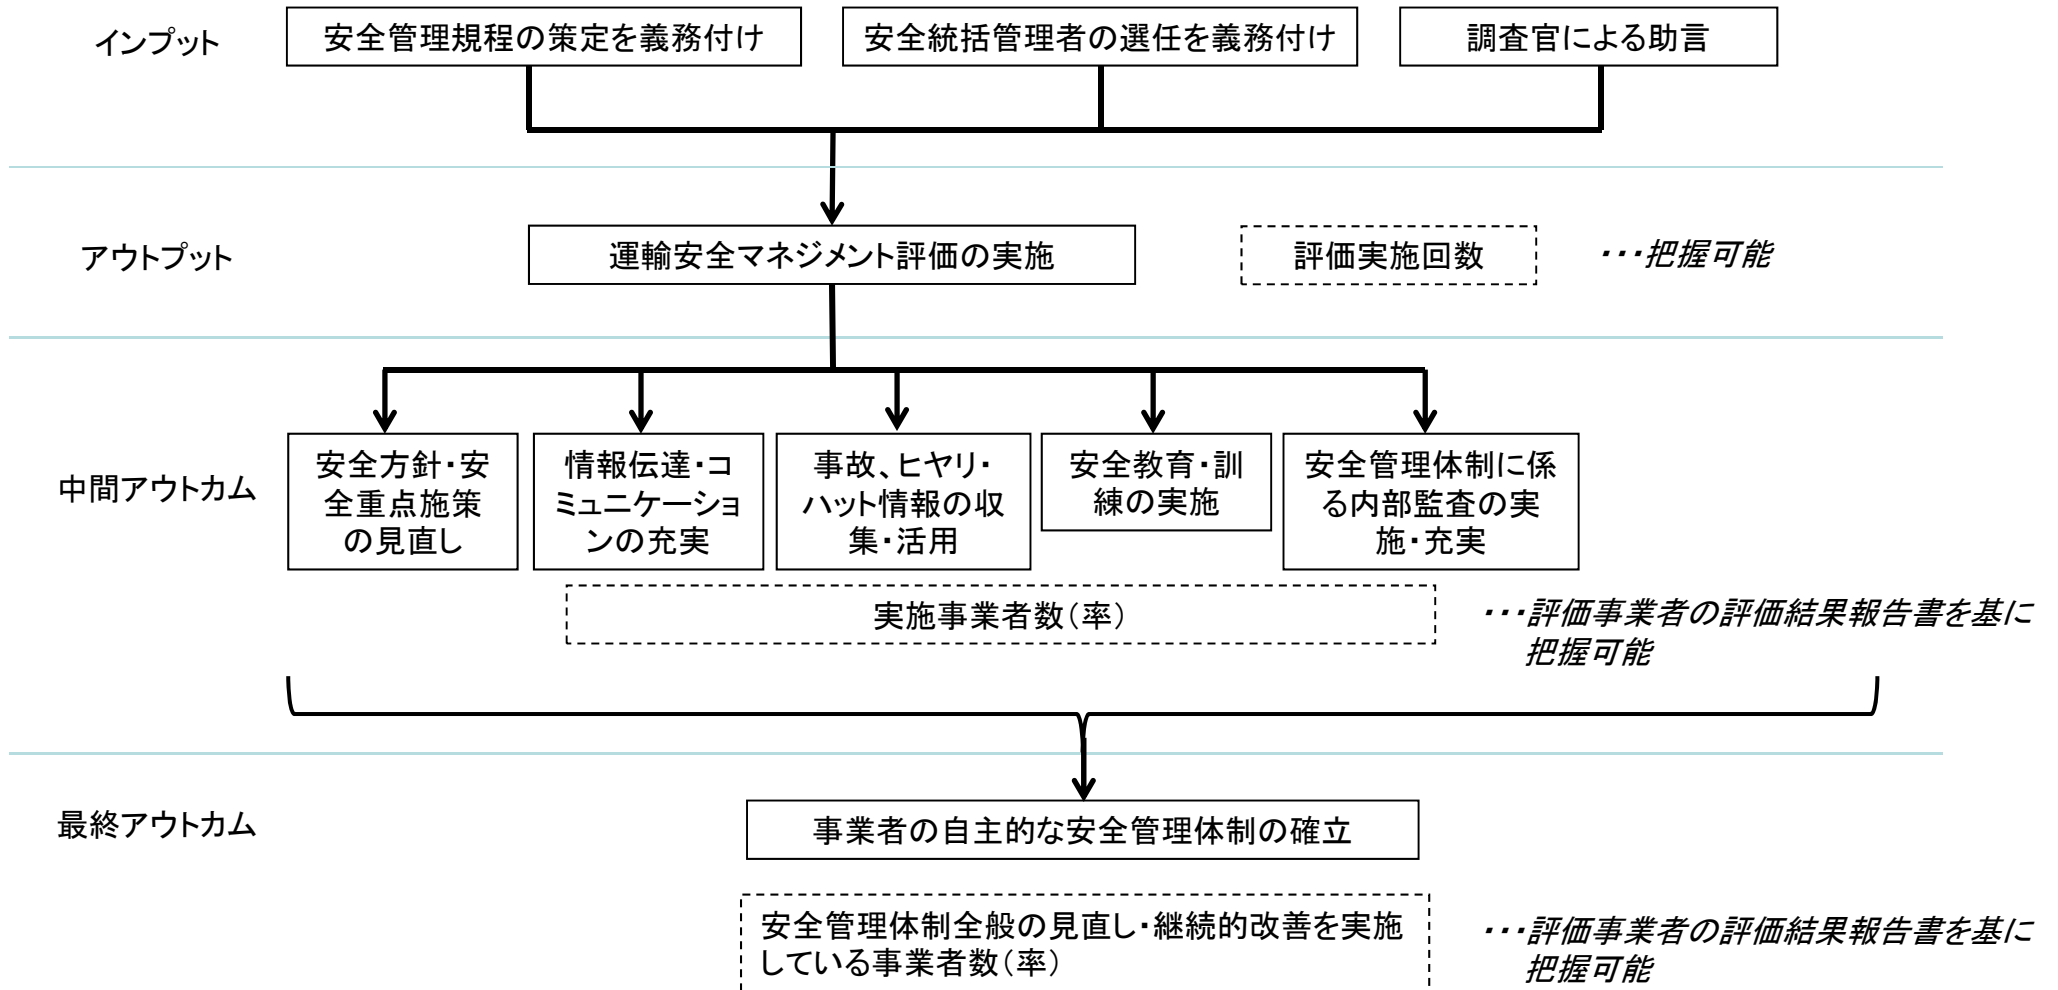 インプット
安全管理規程の策定を義務付け
安全統括管理者の選任を義務付け
調査官による助言
アウトプット
運輸安全マネジメント評価の実施
評価実施回数
・・・把握可能
中間アウトカム
安全方針・安
全重点施策
の見直し
情報伝達・コ
ミュニケーショ
ンの充実
事故、ヒヤリ・
ハット情報の収
集・活用
安全教育・訓
練の実施
安全管理体制に係
る内部監査の実
施・充実
実施事業者数(率)
・・・評価事業者の評価結果報告書を基に
把握可能
最終アウトカム
事業者の自主的な安全管理体制の確立
安全管理体制全般の見直し・継続的改善を実施
している事業者数(率)
・・・評価事業者の評価結果報告書を基に
把握可能